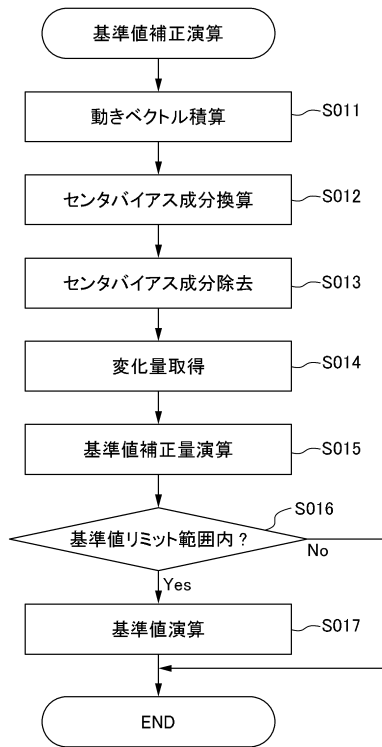 基準値補正演算
動きベクトル積算
S011
センタバイアス成分換算
S012
センタバイアス成分除去
S013
変化量取得
S014
基準値補正量演算
S015
S016
基準値リミット範囲内？
No
Yes
基準値演算
S017
END